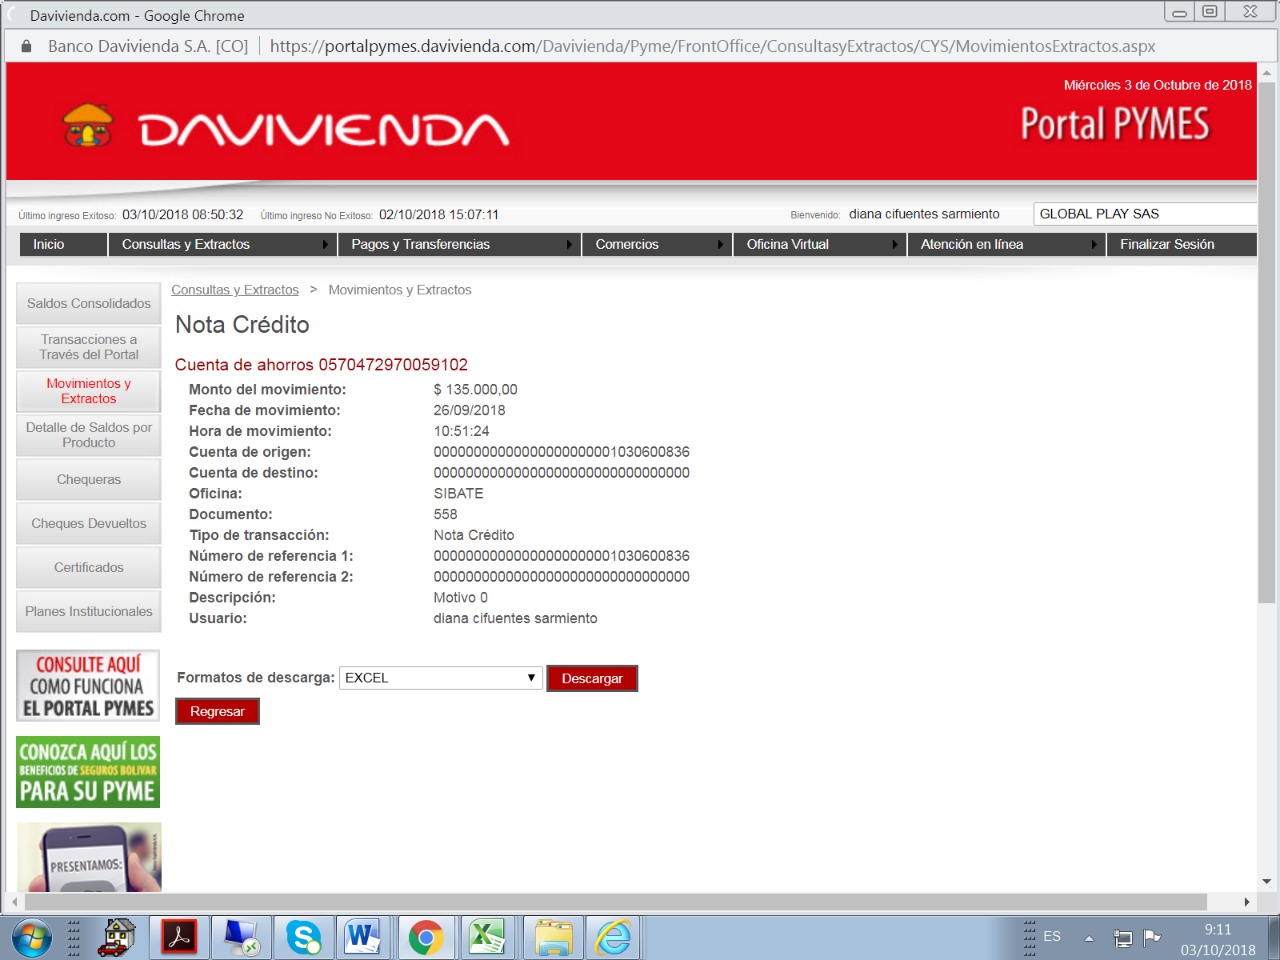 Davivienda.com - Google Chrome
Banco Davivienda S.A. [CO] https://portalpymes.davivienda.com/Davivienda/Pyme/FrontOffice/ConsultasyExtractos/CYS/MovimientosExtractos.aspx
Miércoles 3 de Octubre de 2018
DAVIVIENDA
Portal PYMES
Último ingreso Exitoso: 03/10/2018 08:50:32 Último ingreso No Exitoso: 02/10/2018 15:07:11 Bienvenido: diana cifuentes sarmiento GLOBAL PLAY SAS
Inicio Consultas y Extractos Pagos y Transferencias Comercios Oficina Virtual Atención en línea Finalizar Sesión
Saldos Consolidados
Transacciones a
Través del Portal
Movimientos y
Extractos
Detalle de Saldos por
Producto
Chequeras
Cheques Devueltos
Certificados
Planes Institucionales
CONSULTE AQUÍ
COMO FUNCIONA
EL PORTAL PYMES
CONOZCA AQUÍ LOS
BENEFICIOS DE SEGUROS BOLIVAR
PARA SU PYME
PRESENTAMOS:
Consultas y Extractos > Movimientos y Extractos
Nota Crédito
Cuenta de ahorros 0570472970059102
Monto del movimiento: $ 135.000,00
Fecha de movimiento: 26/09/2018
Hora de movimiento: 10:51:24
Cuenta de origen: 00000000000000000000001030600836
Cuenta de destino: 00000000000000000000000000000000
Oficina: SIBATE
Documento: 558
Tipo de transacción: Nota Crédito
Número de referencia 1: 00000000000000000000001030600836
Número de referencia 2: 00000000000000000000000000000000
Descripción: Motivo 0
Usuario: diana cifuentes sarmiento
Formatos de descarga: EXCEL Descargar
Regresar
ES
9:11
03/10/2018